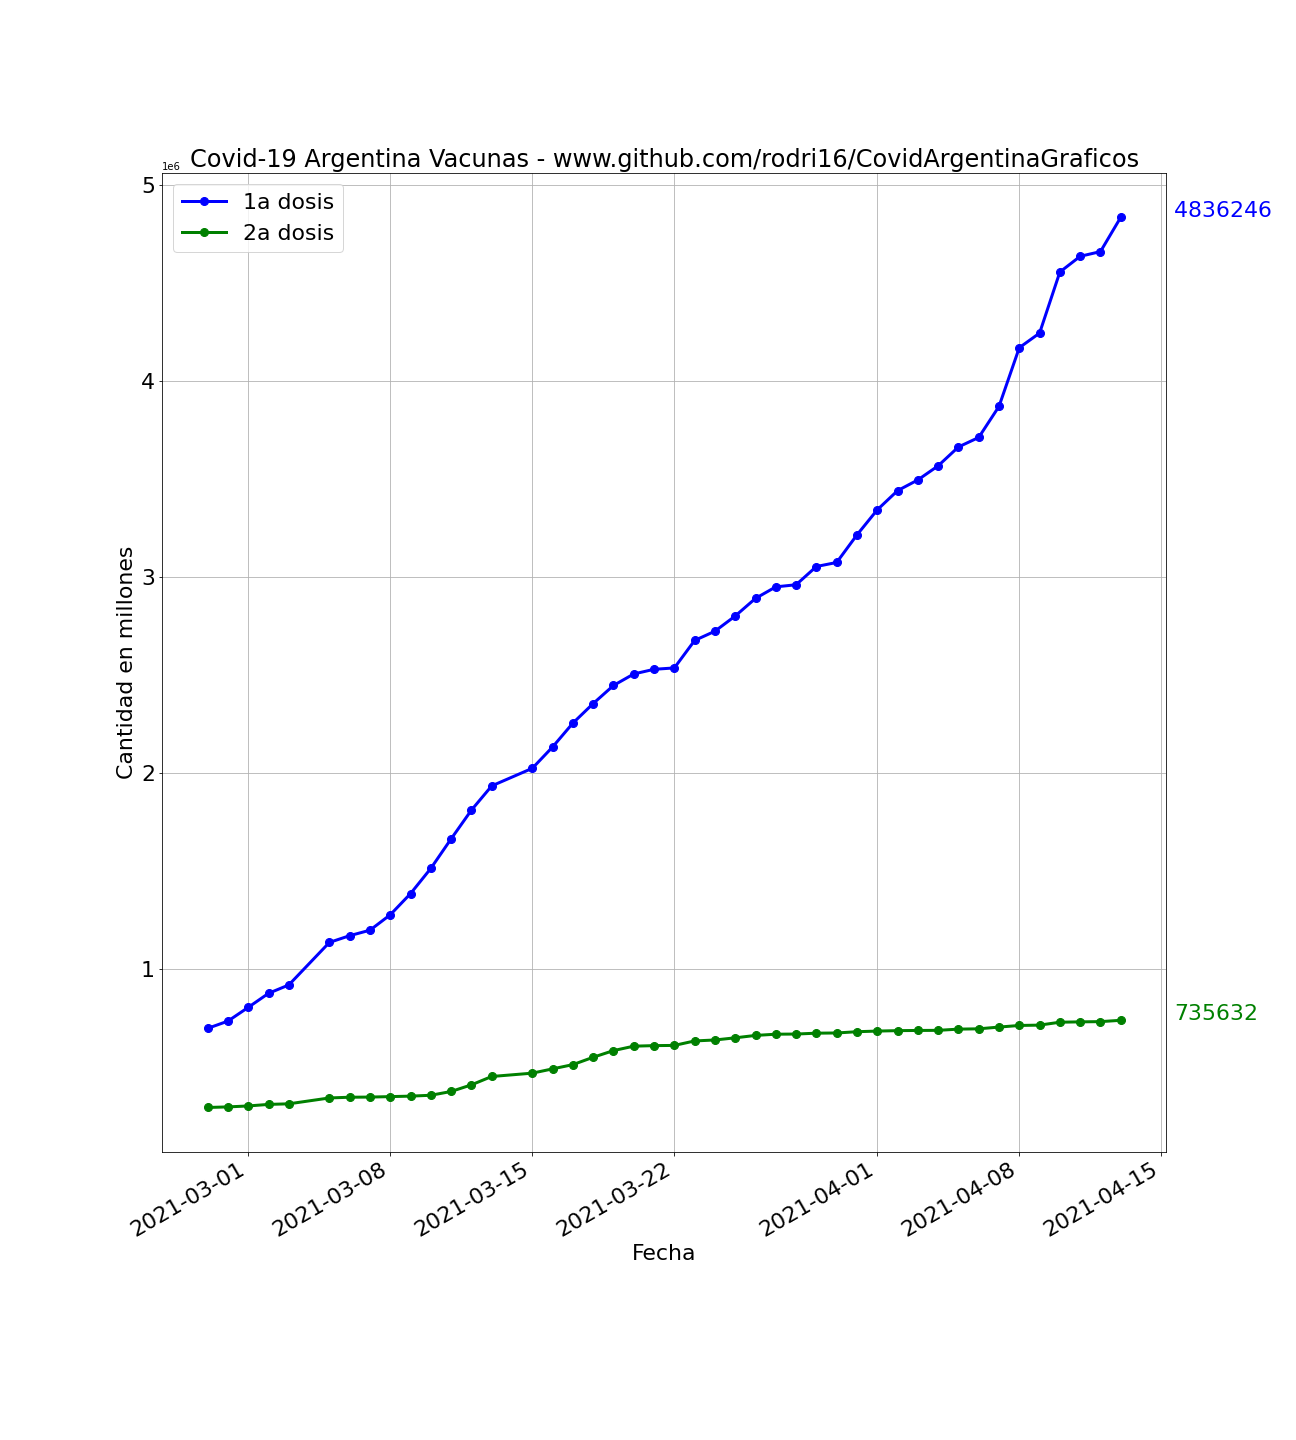 Covid-19 Argentina Vacunas - www.github.com/rodri16/CovidArgentinaGraficos
1e6
5
4
3
2
1
Cantidad en millones
1a dosis
2a dosis
4836246
735632
2021-03-01
2021-03-08
2021-03-15
2021-03-22
2021-04-01
2021-04-08
2021-04-15
Fecha